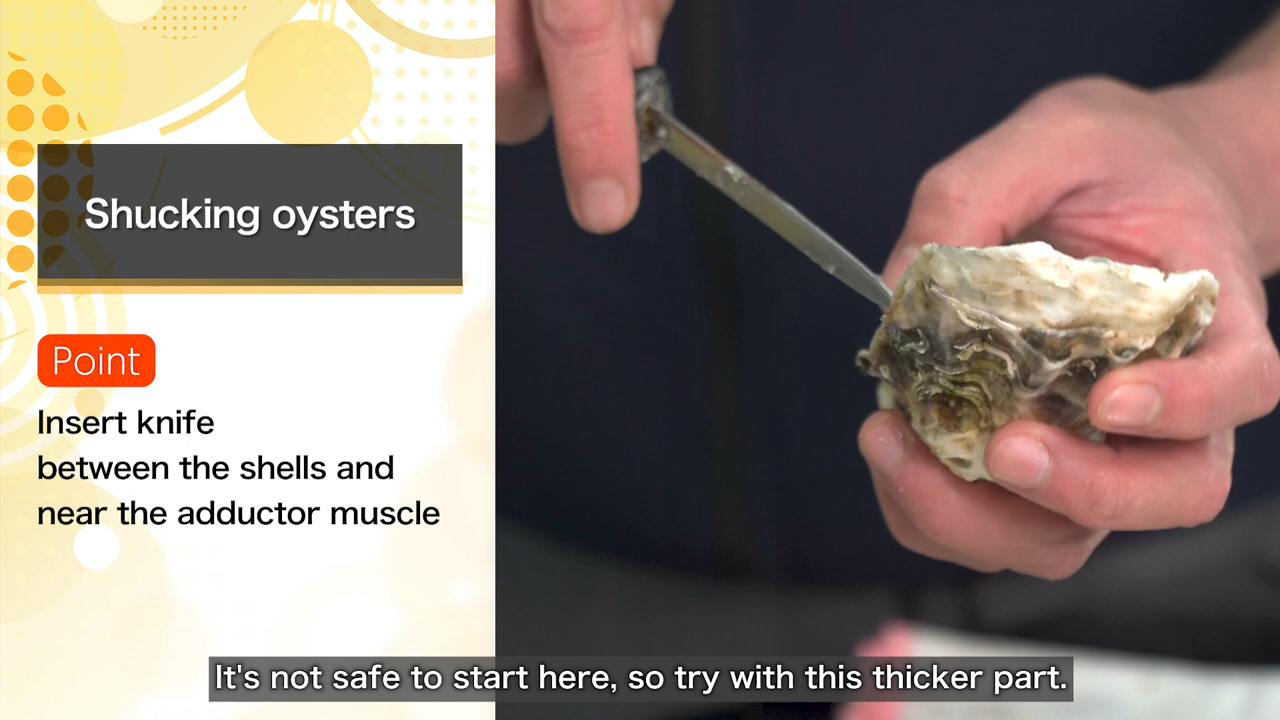 Shucking oysters
Point
Insert knife
between the shells and
near the adductor muscle
It's not safe to start here, so try with this thicker part.